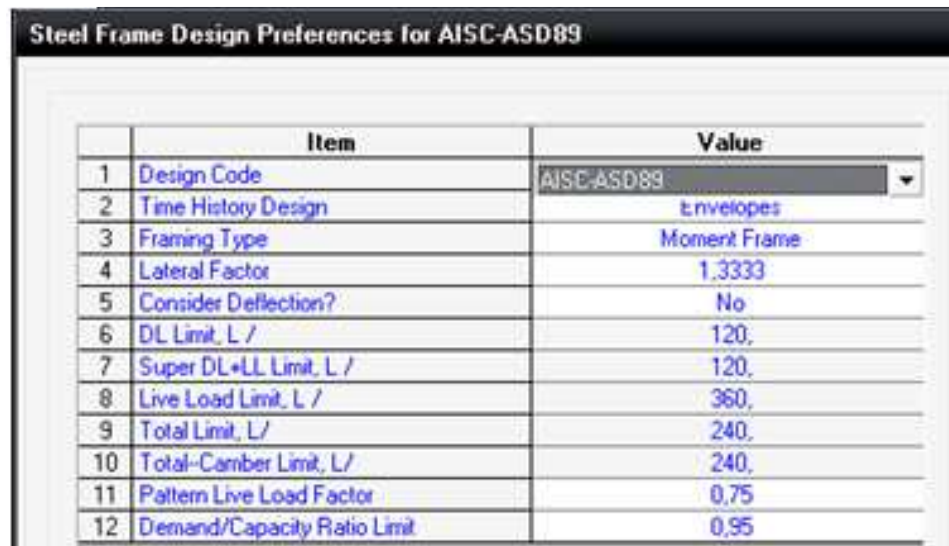 Steel Frame Design Preferences for AISC-ASD89
Item Value
1 Design Code AISC-ASD89
2 Time History Design Envelopes
3 Framing Type Moment Frame
4 Lateral Factor 1,3333
5 Consider Deflection? No
6 DL Limit, L / 120,
7 Super DL+LL Limit, L / 120,
8 Live Load Limit, L / 360,
9 Total Limit, L/ 240,
10 Total--Camber Limit, L/ 240,
11 Pattern Live Load Factor 0,75
12 Demand/Capacity Ratio Limit 0,95